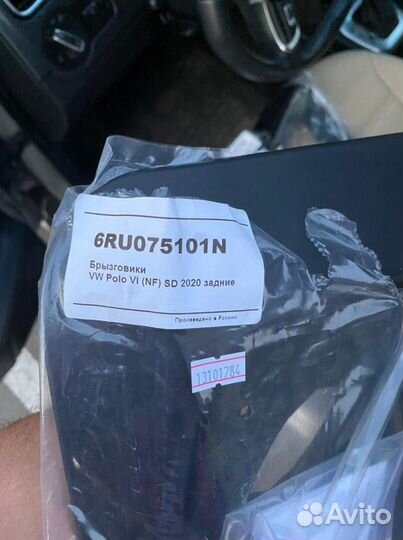 6RU075101N
Брызговики
VW Polo VI (NF) SD 2020 задние
Произведено в России
13101784
Avito